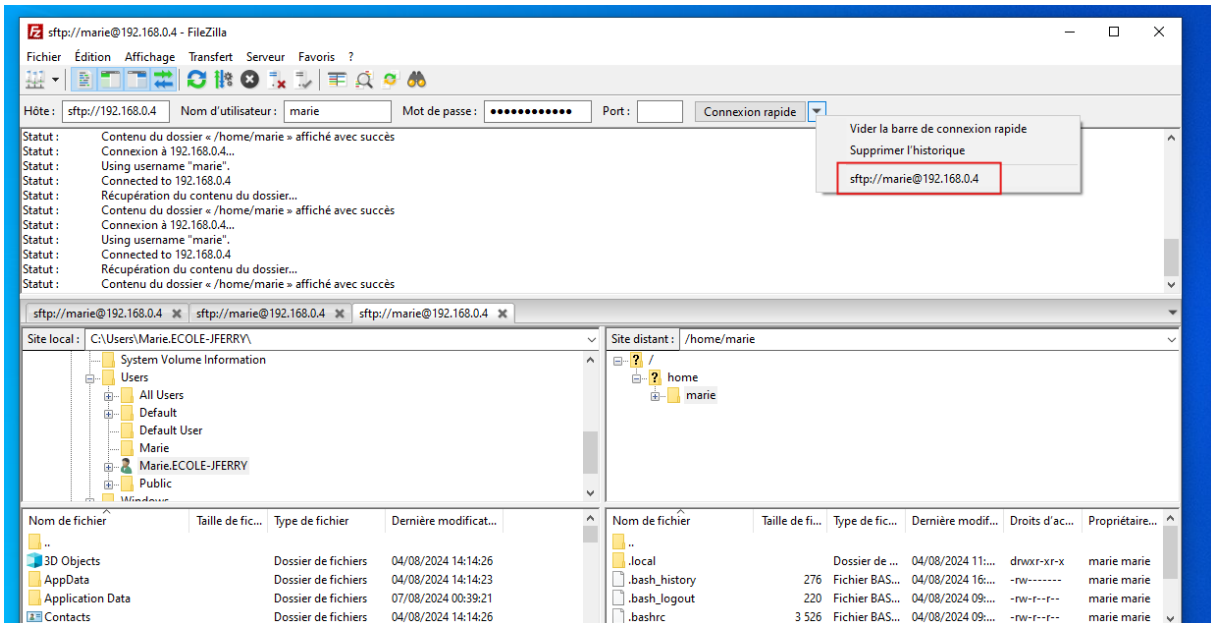 sftp://marie@192.168.0.4 - FileZilla
Fichier Édition Affichage Transfert Serveur Favoris ?
Hôte : sftp://192.168.0.4 Nom d'utilisateur : marie Mot de passe : ●●●●●●●●●●●● Port : Connexion rapide
Vider la barre de connexion rapide
Supprimer l'historique
sftp://marie@192.168.0.4
Statut : Contenu du dossier « /home/marie » affiché avec succès
Statut : Connexion à 192.168.0.4...
Statut : Using username "marie".
Statut : Connected to 192.168.0.4
Statut : Récupération du contenu du dossier...
Statut : Contenu du dossier « /home/marie » affiché avec succès
Statut : Connexion à 192.168.0.4...
Statut : Using username "marie".
Statut : Connected to 192.168.0.4
Statut : Récupération du contenu du dossier...
Statut : Contenu du dossier « /home/marie » affiché avec succès
sftp://marie@192.168.0.4 sftp://marie@192.168.0.4 sftp://marie@192.168.0.4
Site local : C:\Users\Marie.ECOLE-JFERRY\
System Volume Information
Users
All Users
Default
Default User
Marie
Marie.ECOLE-JFERRY
Public
Windows
Site distant : /home/marie
/
home
marie
Nom de fichier Taille de fic... Type de fichier Dernière modificat...
..
3D Objects Dossier de fichiers 04/08/2024 14:14:26
AppData Dossier de fichiers 04/08/2024 14:14:23
Application Data Dossier de fichiers 07/08/2024 00:39:21
Contacts Dossier de fichiers 04/08/2024 14:14:26
Nom de fichier Taille de fi... Type de fic... Dernière modif... Droits d'ac... Propriétaire...
..
.local Dossier de ... 04/08/2024 11:... drwxr-xr-x marie marie
.bash_history 276 Fichier BAS... 04/08/2024 16:... -rw------- marie marie
.bash_logout 220 Fichier BAS... 04/08/2024 09:... -rw-r--r-- marie marie
.bashrc 3 526 Fichier BAS... 04/08/2024 09:... -rw-r--r-- marie marie